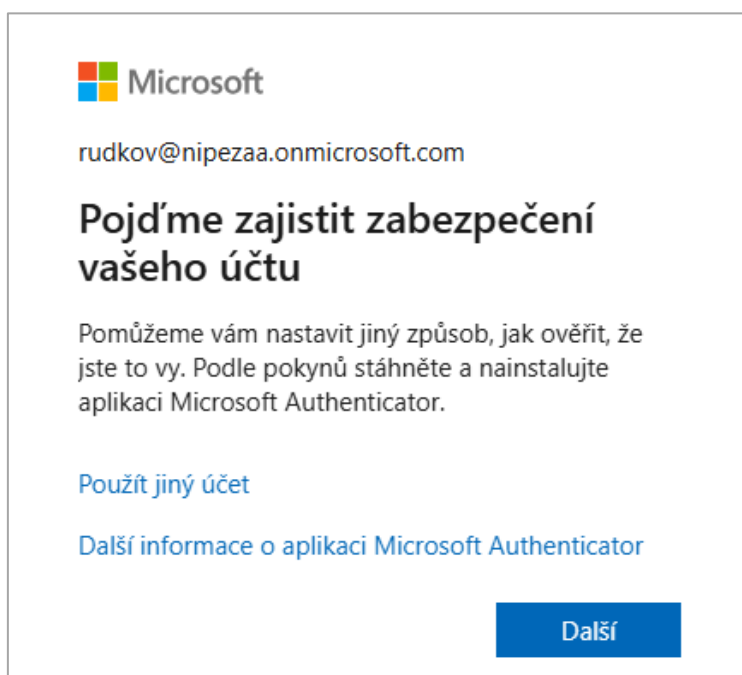 Microsoft
rudkov@nipezaa.onmicrosoft.com
Pojďme zajistit zabezpečení
vašeho účtu
Pomůžeme vám nastavit jiný způsob, jak ověřit, že
jste to vy. Podle pokynů stáhněte a nainstalujte
aplikaci Microsoft Authenticator.
Použít jiný účet
Další informace o aplikaci Microsoft Authenticator
Další